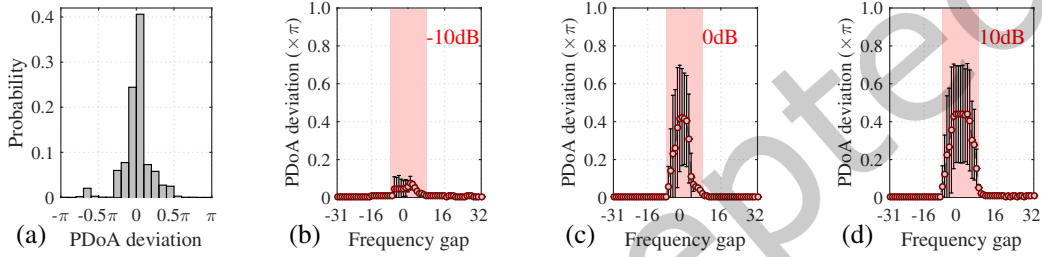 0.4
0.2
0
Probability
-π -0.5π 0 0.5π π
(a) PDoA deviation
1.0
0.8
0.6
0.4
0.2
0
PDoA deviation (×π)
-10dB
-31 -16 0 16 32
(b) Frequency gap
1.0
0.8
0.6
0.4
0.2
0
PDoA deviation (×π)
0dB
-31 -16 0 16 32
(c) Frequency gap
1.0
0.8
0.6
0.4
0.2
0
PDoA deviation (×π)
10dB
-31 -16 0 16 32
(d) Frequency gap
epte